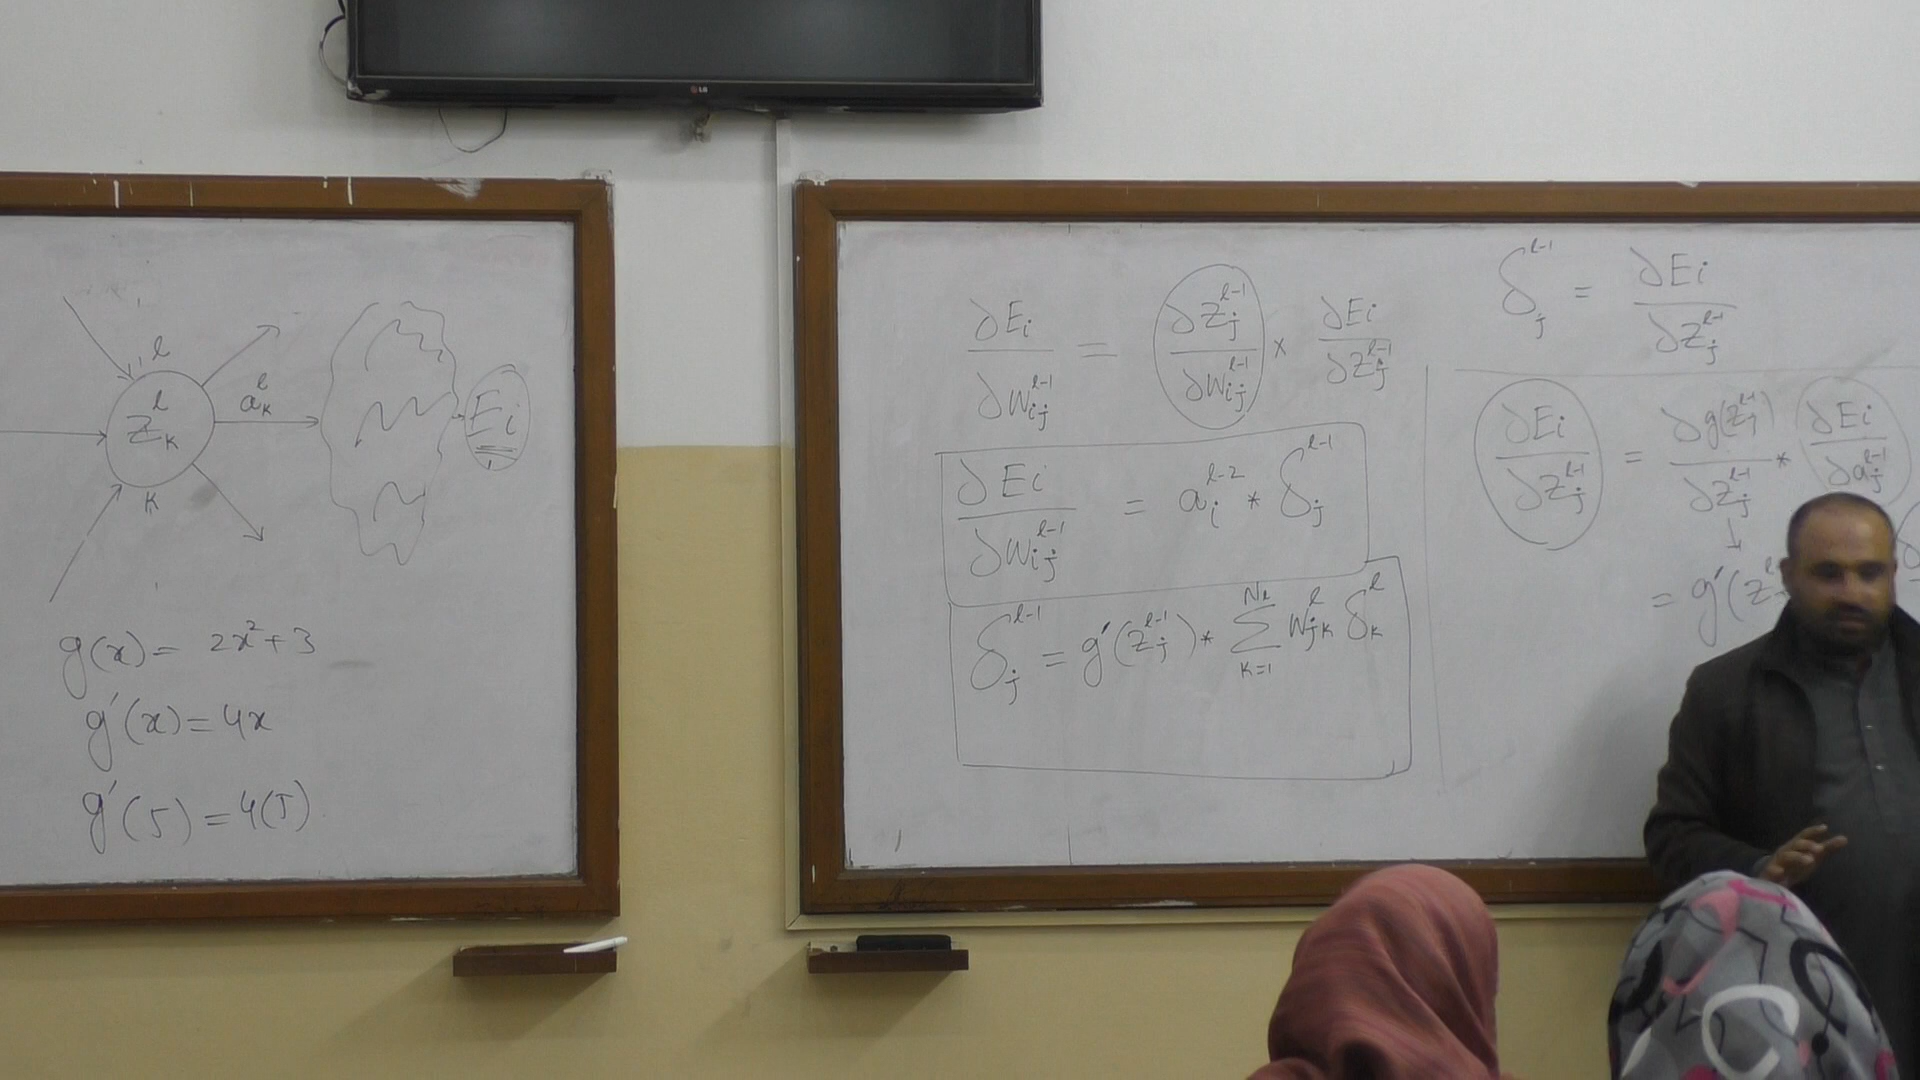 LG
l
Z_k^l
k
a_k^l
Ei
g(x) = 2x² + 3
g'(x) = 4x
g'(5) = 4(5)
∂Ei/∂w_ij^(l-1) = ∂Z_j^(l-1)/∂w_ij^(l-1) × ∂Ei/∂Z_j^(l-1)
∂Ei/∂w_ij^(l-1) = a_i^(l-2) * δ_j^(l-1)
δ_j^(l-1) = g'(z_j^(l-1)) * Σ_(k=1)^(N_l) w_jk^l δ_k^l
δ_j^(l-1) = ∂Ei/∂Z_j^(l-1)
∂Ei/∂Z_j^(l-1) = ∂g(z_j^(l-1))/∂Z_j^(l-1) * ∂Ei/∂a_j^(l-1)
= g'(z